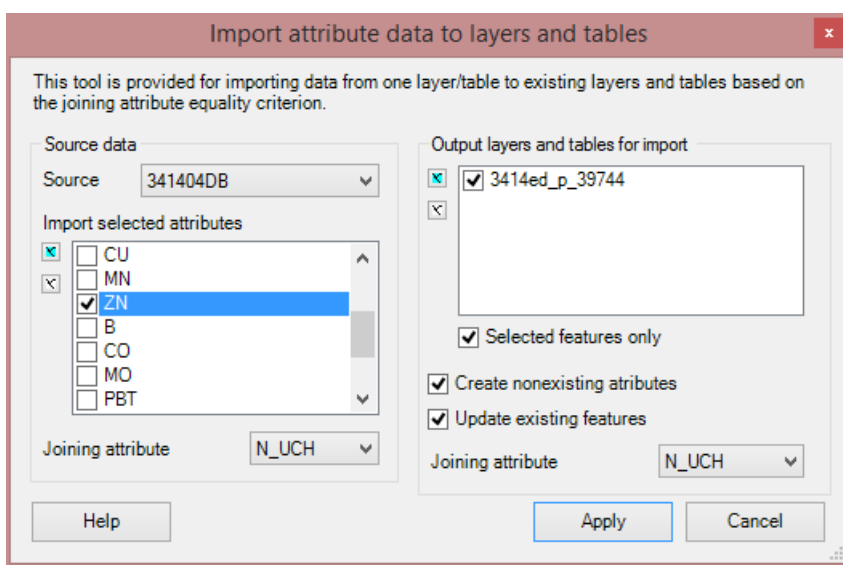 Import attribute data to layers and tables
x
This tool is provided for importing data from one layer/table to existing layers and tables based on
the joining attribute equality criterion.
Source data
Source 341404DB
Import selected attributes
CU
MN
ZN
B
CO
MO
PBT
Joining attribute N_UCH
Output layers and tables for import
3414ed_p_39744
Selected features only
Create nonexisting atributes
Update existing features
Joining attribute N_UCH
Help
Apply
Cancel